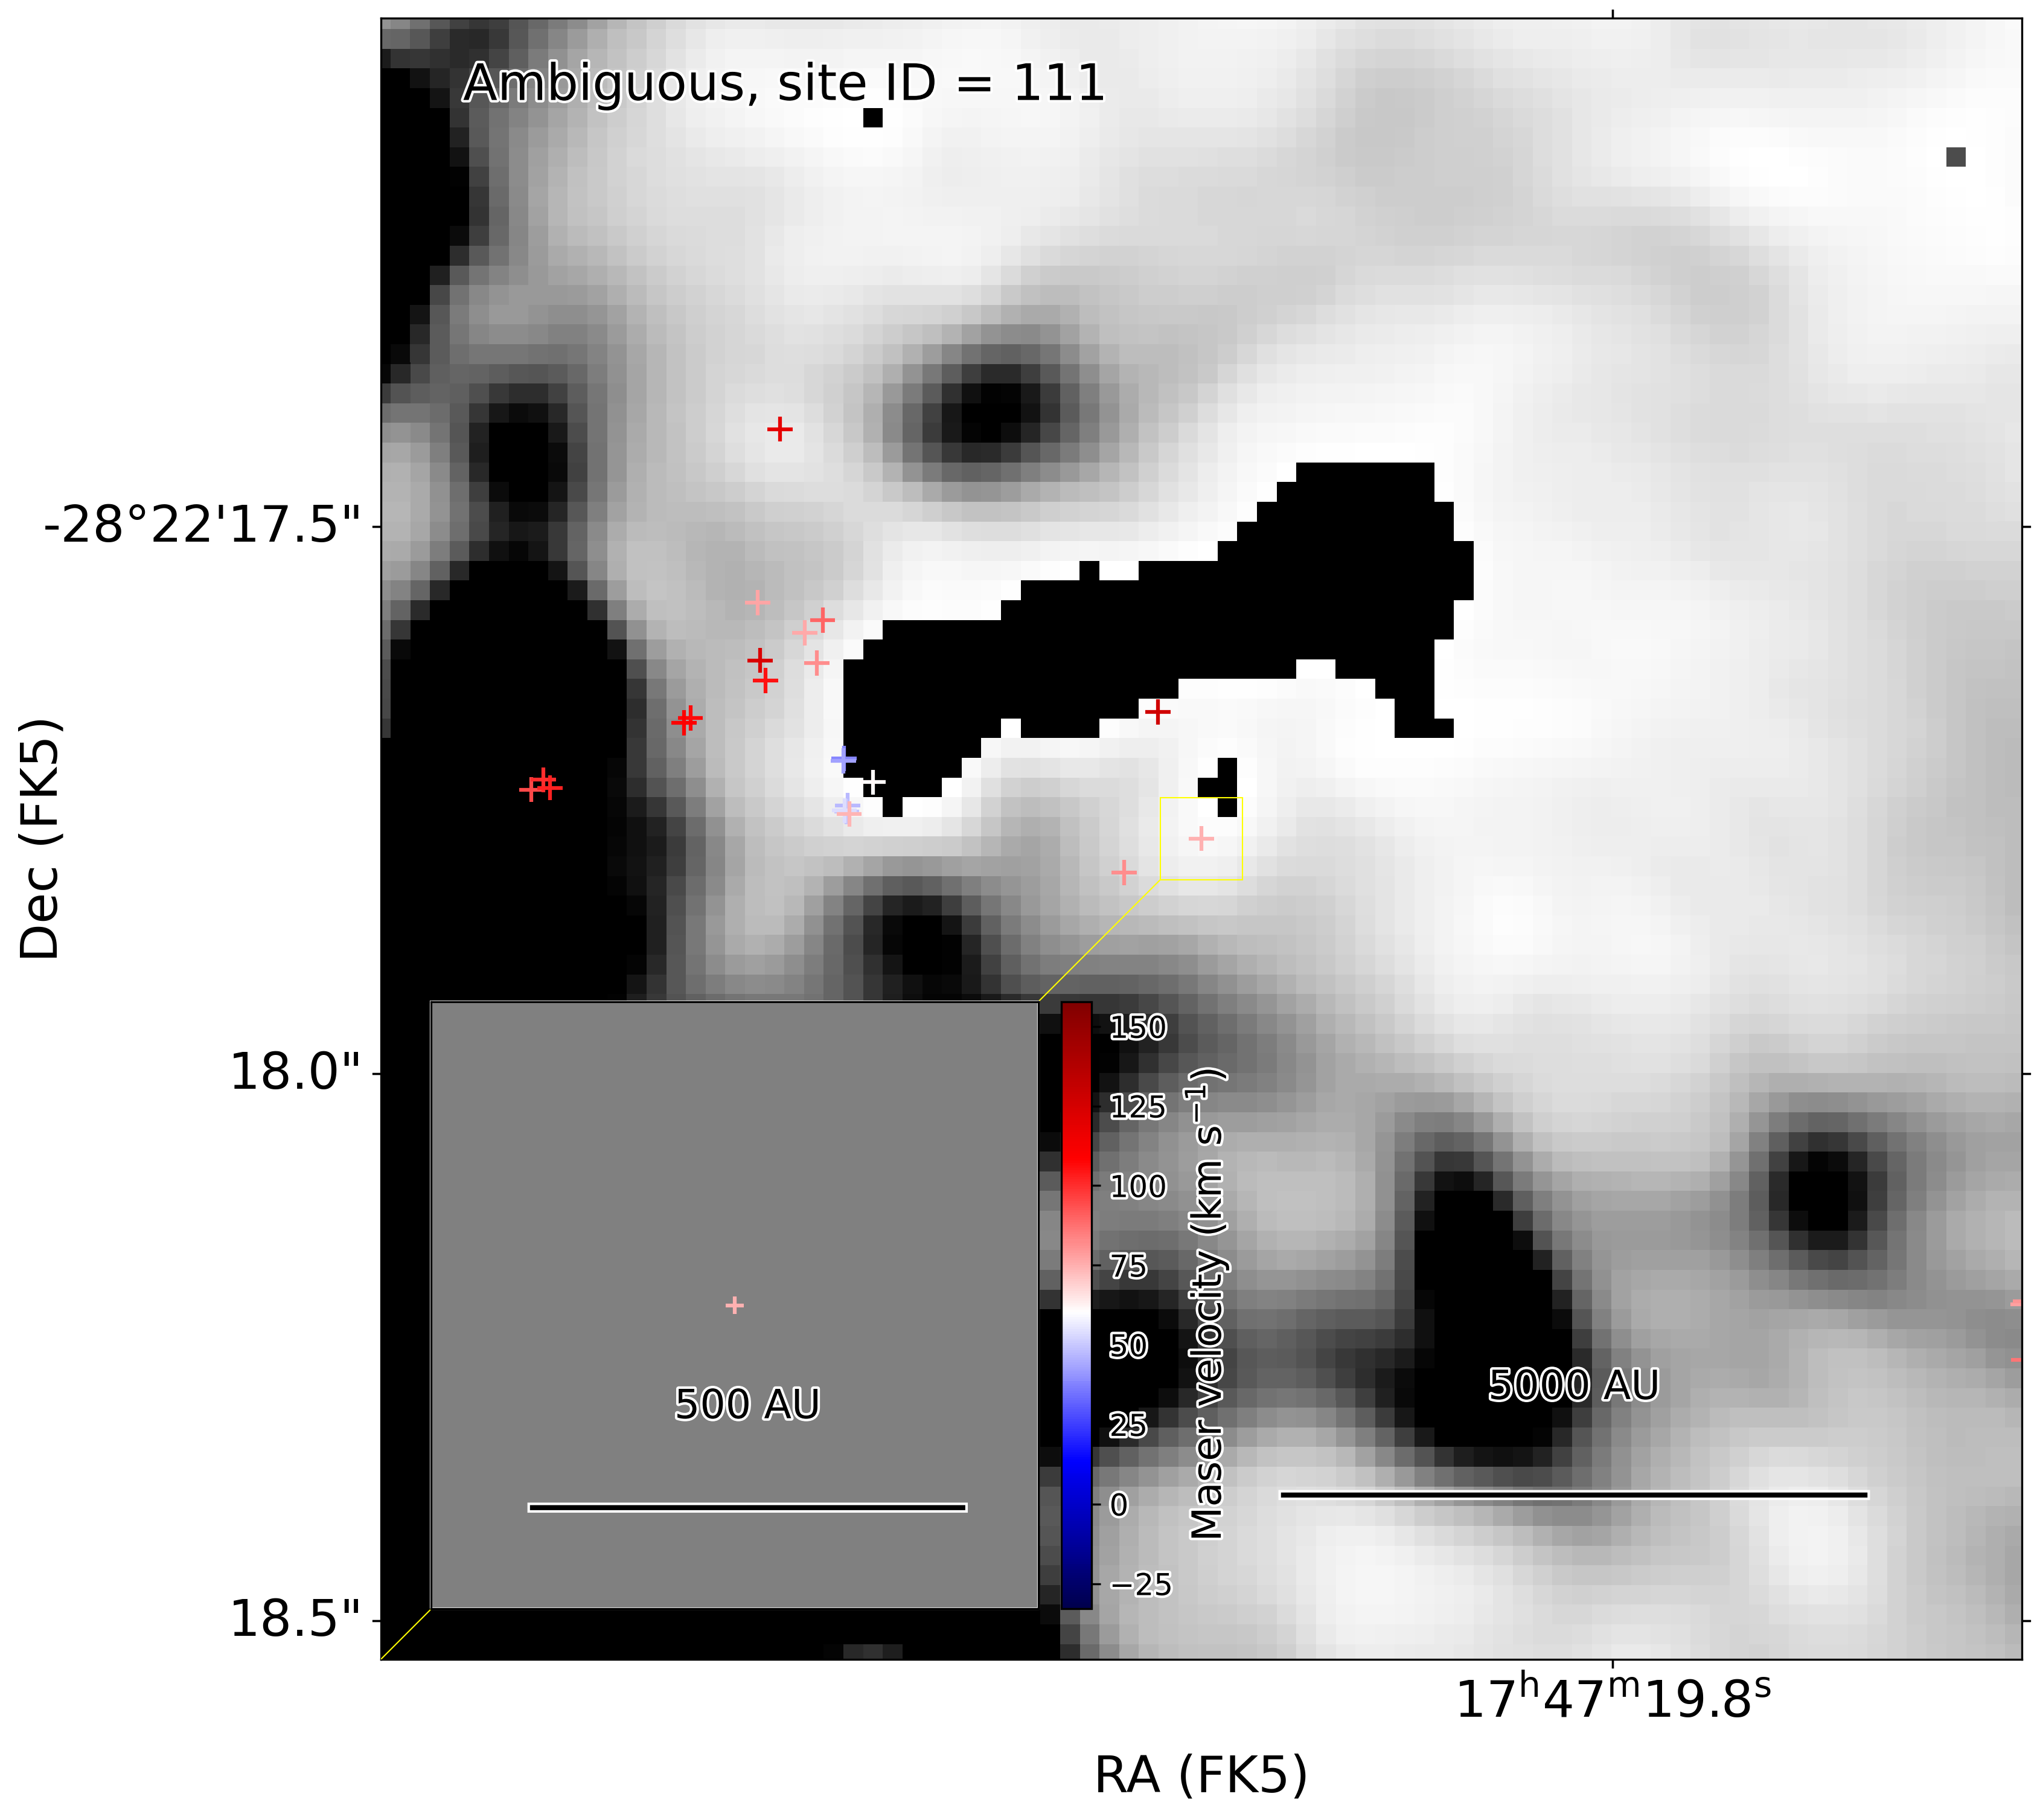 Ambiguous, site ID = 111
-28°22'17.5"
18.0"
18.5"
Dec (FK5)
500 AU
150
125
100
75
50
25
0
−25
Maser velocity (km s⁻¹)
5000 AU
17ʰ47ᵐ19.8ˢ
RA (FK5)